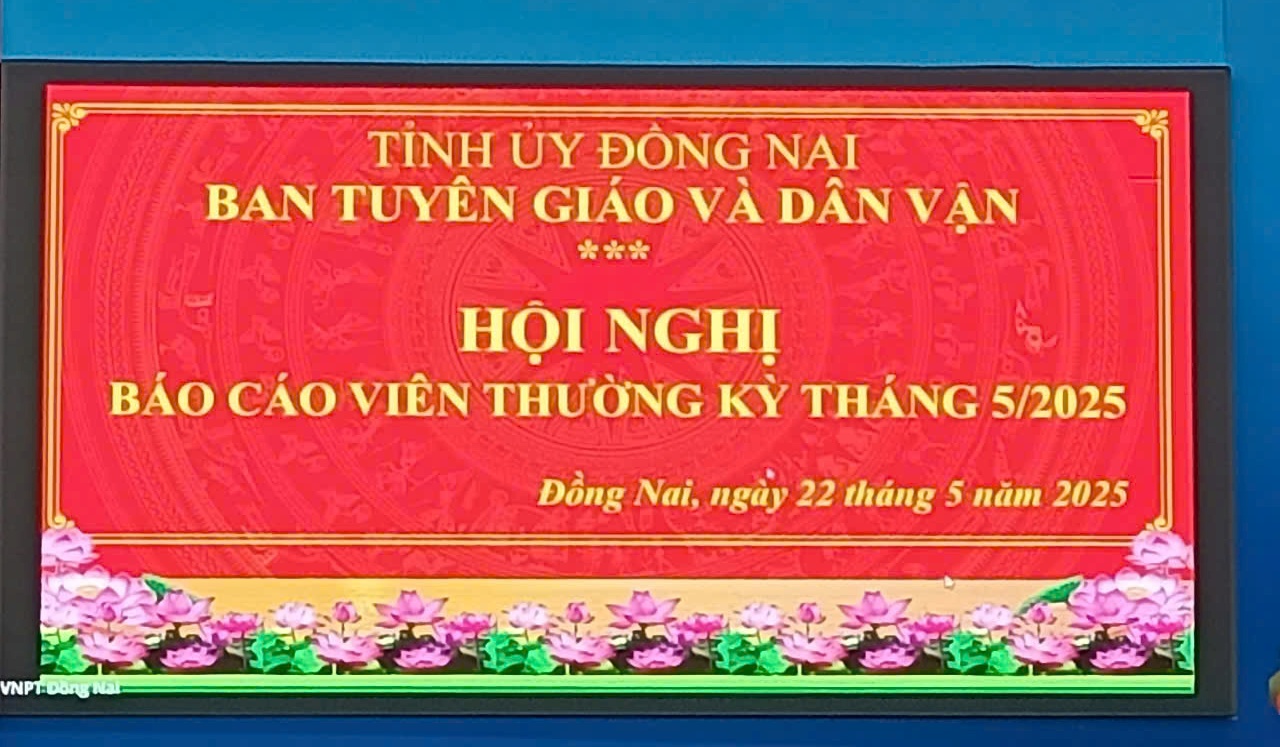 TỈNH ỦY ĐỒNG NAI
BAN TUYÊN GIÁO VÀ DÂN VẬN
***
HỘI NGHỊ
BÁO CÁO VIÊN THƯỜNG KỲ THÁNG 5/2025
Đồng Nai, ngày 22 tháng 5 năm 2025
VNPT Đồng Nai